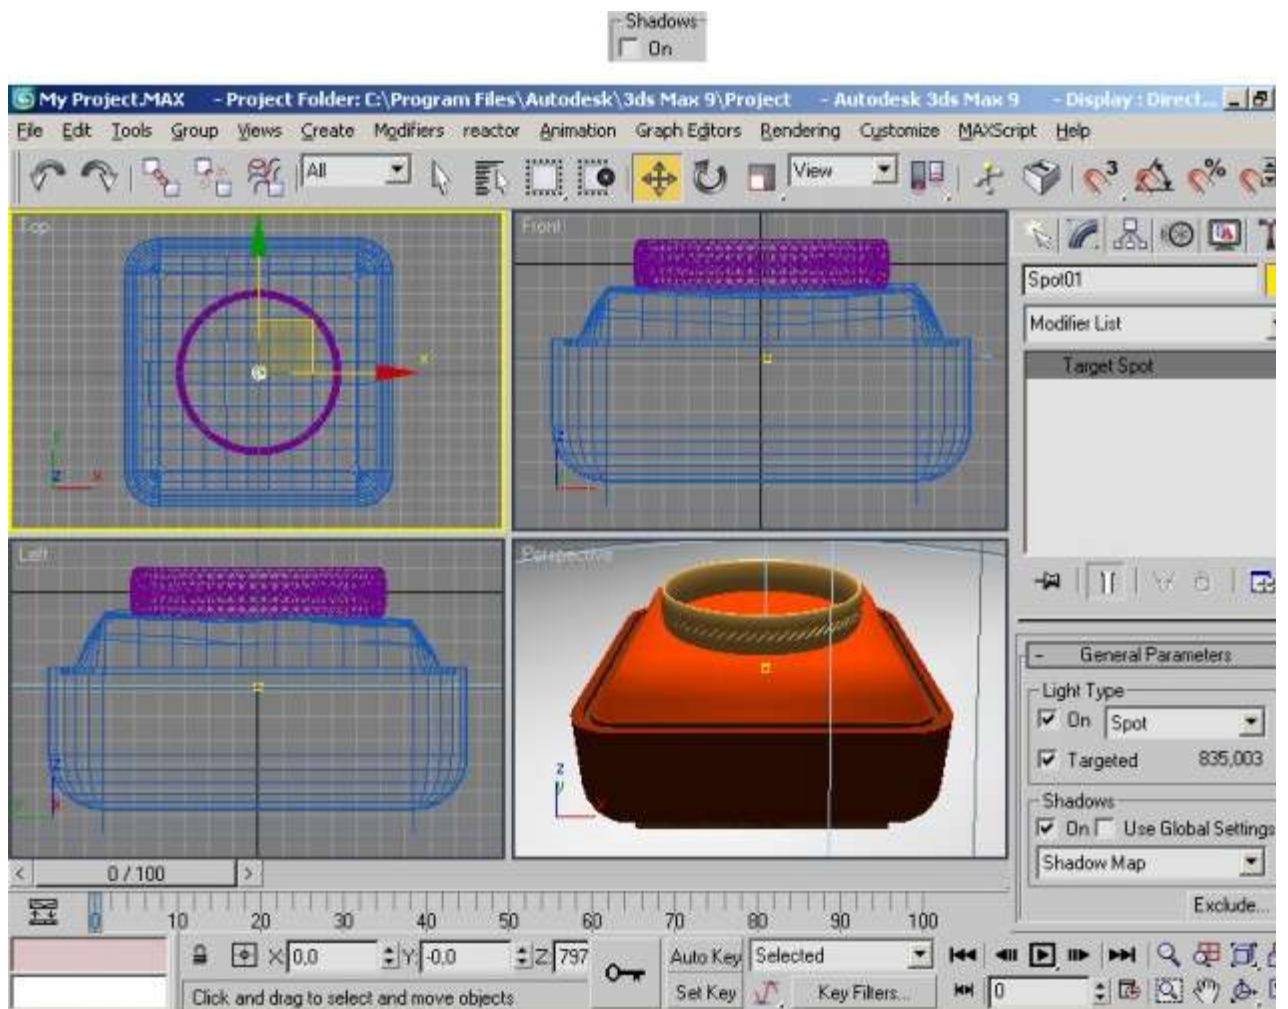 Shadows
On
My Project.MAX - Project Folder: C:\Program Files\Autodesk\3ds Max 9\Project - Autodesk 3ds Max 9 - Display : Direct...
File Edit Tools Group Views Create Modifiers reactor Animation Graph Editors Rendering Customize MAXScript Help
All View 3 %
Top Front
Spot01
Modifier List
Target Spot
Left Perspective
General Parameters
Light Type
On Spot
Targeted 835,003
Shadows
On Use Global Settings
Shadow Map
Exclude...
< 0 / 100 >
0 10 20 30 40 50 60 70 80 90 100
X 0,0 Y: -0,0 Z 797 Auto Key Selected
Click and drag to select and move objects Set Key Key Filters... 0